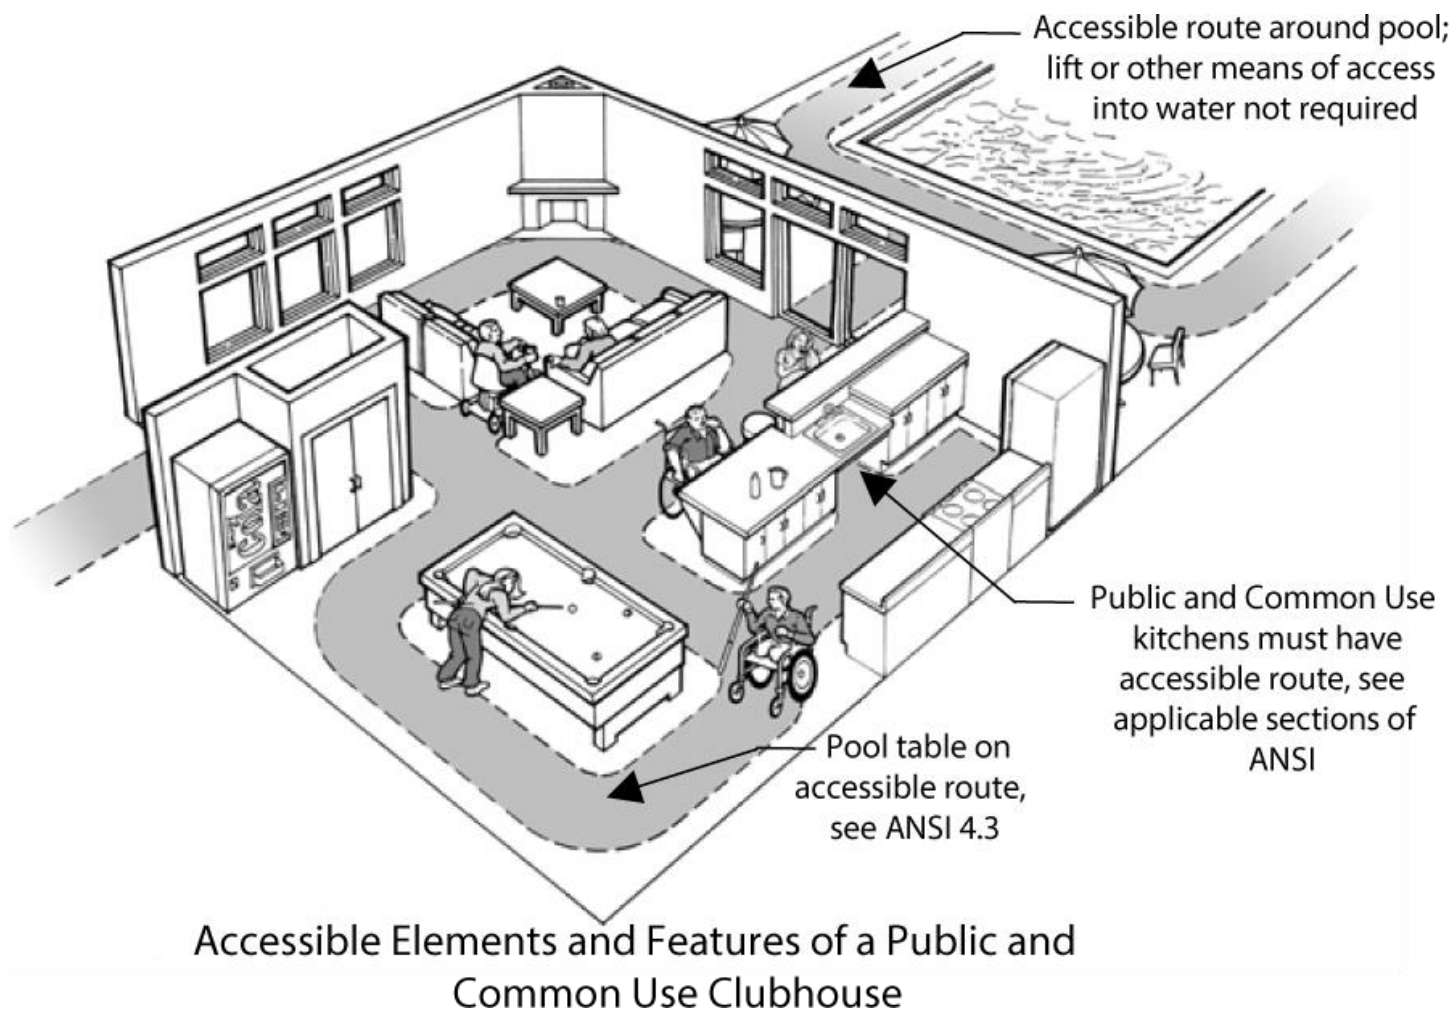 Accessible route around pool;
lift or other means of access
into water not required
Public and Common Use
kitchens must have
accessible route, see
applicable sections of
ANSI
Pool table on
accessible route,
see ANSI 4.3
Accessible Elements and Features of a Public and
Common Use Clubhouse